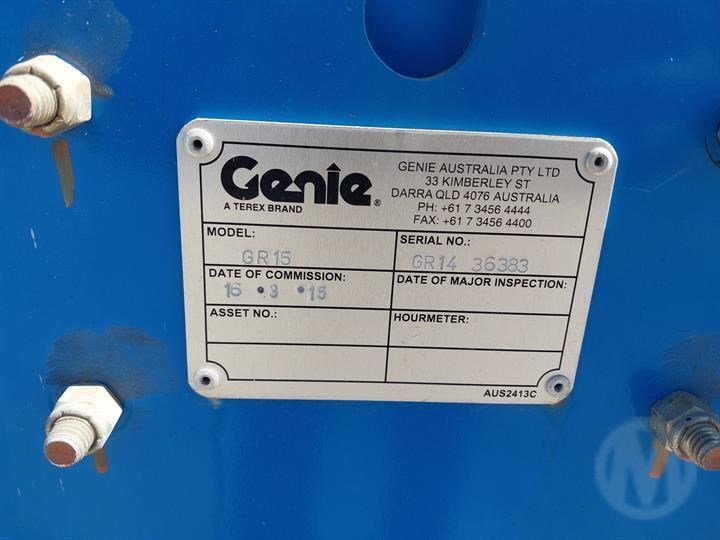 Genie®
A TEREX BRAND
GENIE AUSTRALIA PTY LTD
33 KIMBERLEY ST
DARRA QLD 4076 AUSTRALIA
PH: +61 7 3456 4444
FAX: +61 7 3456 4400
MODEL:
GR15
SERIAL NO.:
GR14 36383
DATE OF COMMISSION:
16 • 3 • 15
DATE OF MAJOR INSPECTION:
ASSET NO.:
HOURMETER:
AUS2413C
M